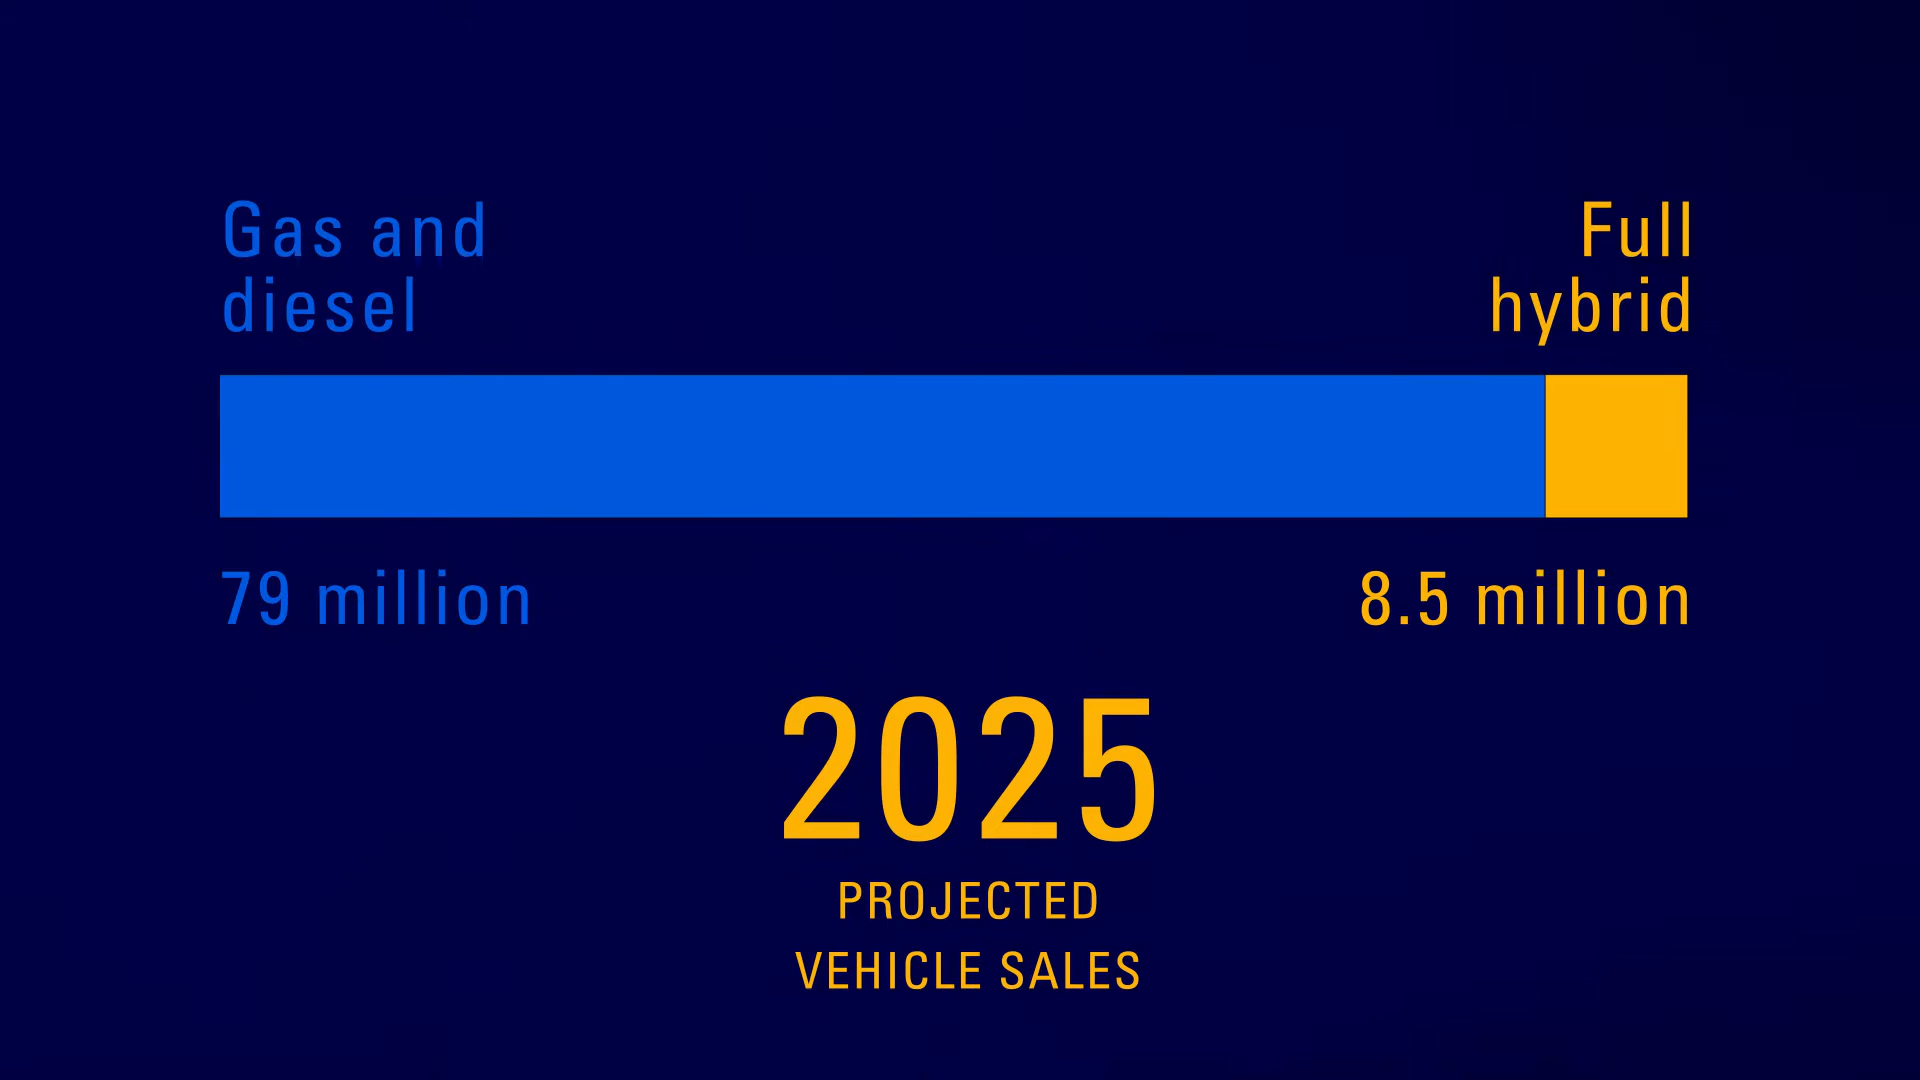 Gas and
diesel
Full
hybrid
79 million
8.5 million
2025
PROJECTED
VEHICLE SALES